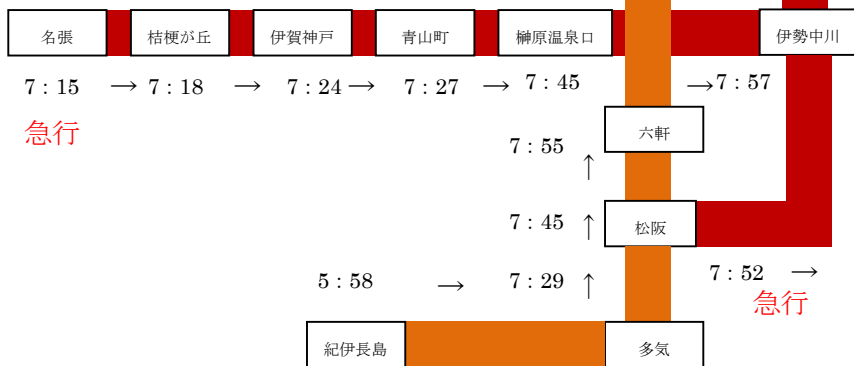 名張 桔梗が丘 伊賀神戸 青山町 榊原温泉口 伊勢中川
7：15 → 7：18 → 7：24 → 7：27 → 7：45 → 7：57
急行
六軒
7：55 ↑
松阪
7：45 ↑
7：52 →
5：58 → 7：29 ↑
急行
紀伊長島 多気